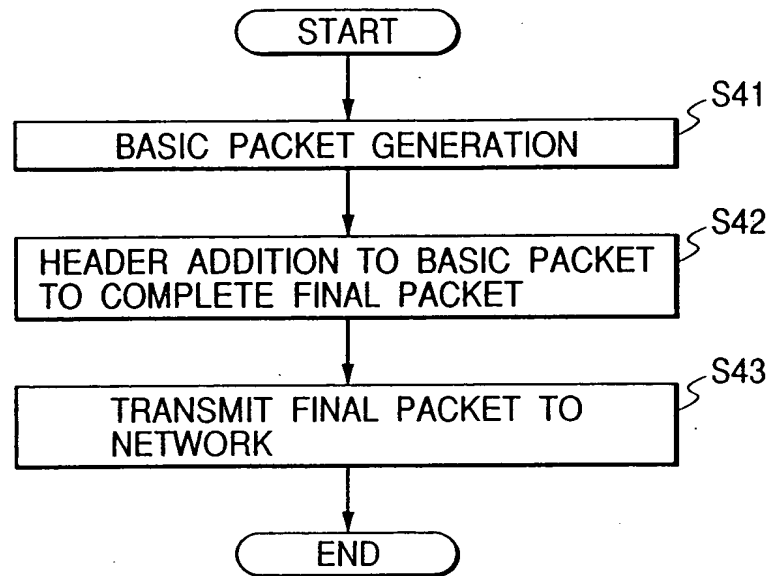 START
S41
BASIC PACKET GENERATION
S42
HEADER ADDITION TO BASIC PACKET
TO COMPLETE FINAL PACKET
S43
TRANSMIT FINAL PACKET TO
NETWORK
END